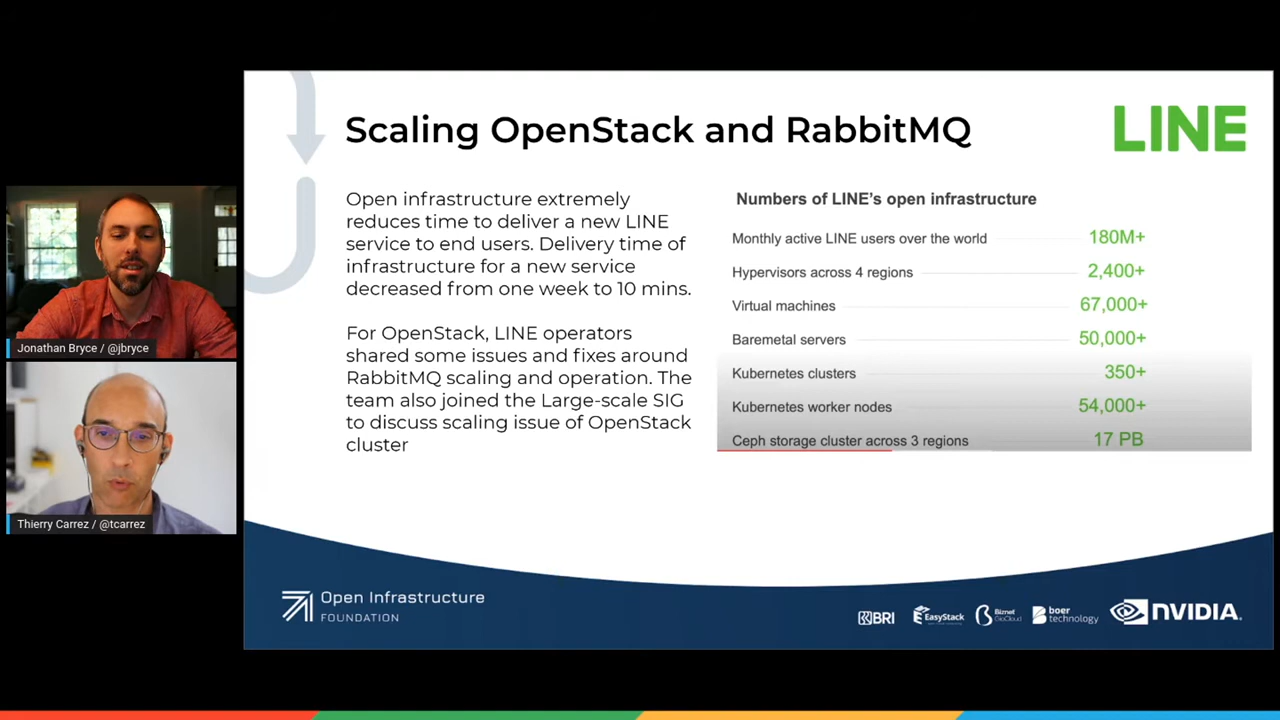 Scaling OpenStack and RabbitMQ
LINE
Open infrastructure extremely
reduces time to deliver a new LINE
service to end users. Delivery time of
infrastructure for a new service
decreased from one week to 10 mins.
For OpenStack, LINE operators
shared some issues and fixes around
RabbitMQ scaling and operation. The
team also joined the Large-scale SIG
to discuss scaling issue of OpenStack
cluster
Numbers of LINE's open infrastructure
Monthly active LINE users over the world 180M+
Hypervisors across 4 regions 2,400+
Virtual machines 67,000+
Baremetal servers 50,000+
Kubernetes clusters 350+
Kubernetes worker nodes 54,000+
Ceph storage cluster across 3 regions 17 PB
Jonathan Bryce / @jbryce
Thierry Carrez / @tcarrez
Open Infrastructure
FOUNDATION
BRI
EasyStack
Biznet
GioCloud
boer
technology
NVIDIA.